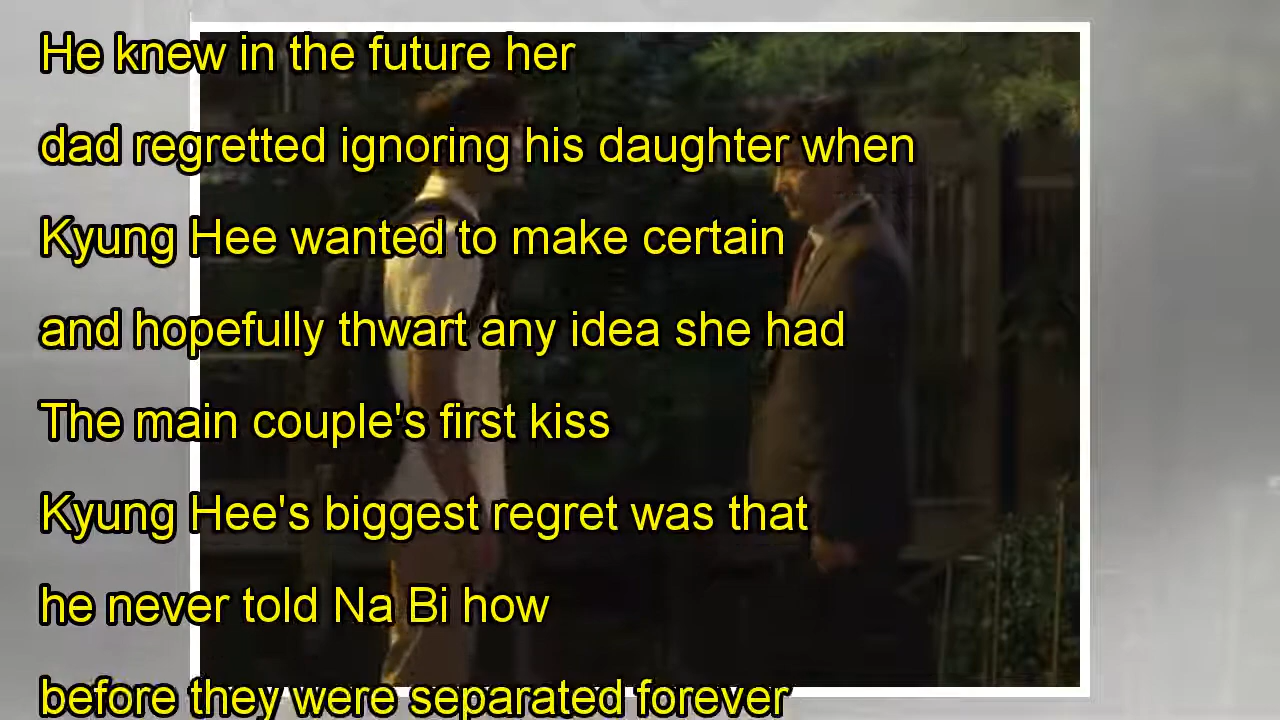 He knew in the future her
dad regretted ignoring his daughter when
Kyung Hee wanted to make certain
and hopefully thwart any idea she had
The main couple's first kiss
Kyung Hee's biggest regret was that
he never told Na Bi how
before they were separated forever